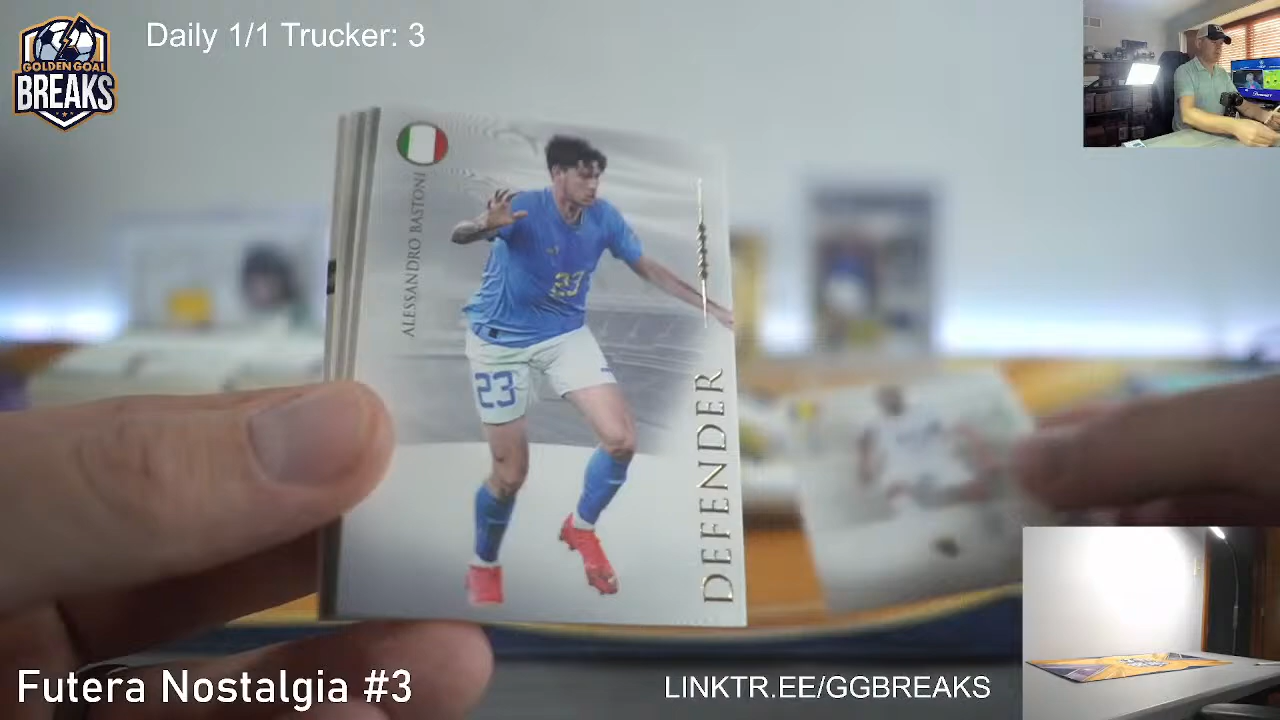 GOLDEN GOAL
BREAKS
Daily 1/1 Trucker: 3
ALESSANDRO BASTONI
23
23
DEFENDER
Futera Nostalgia #3
LINKTR.EE/GGBREAKS